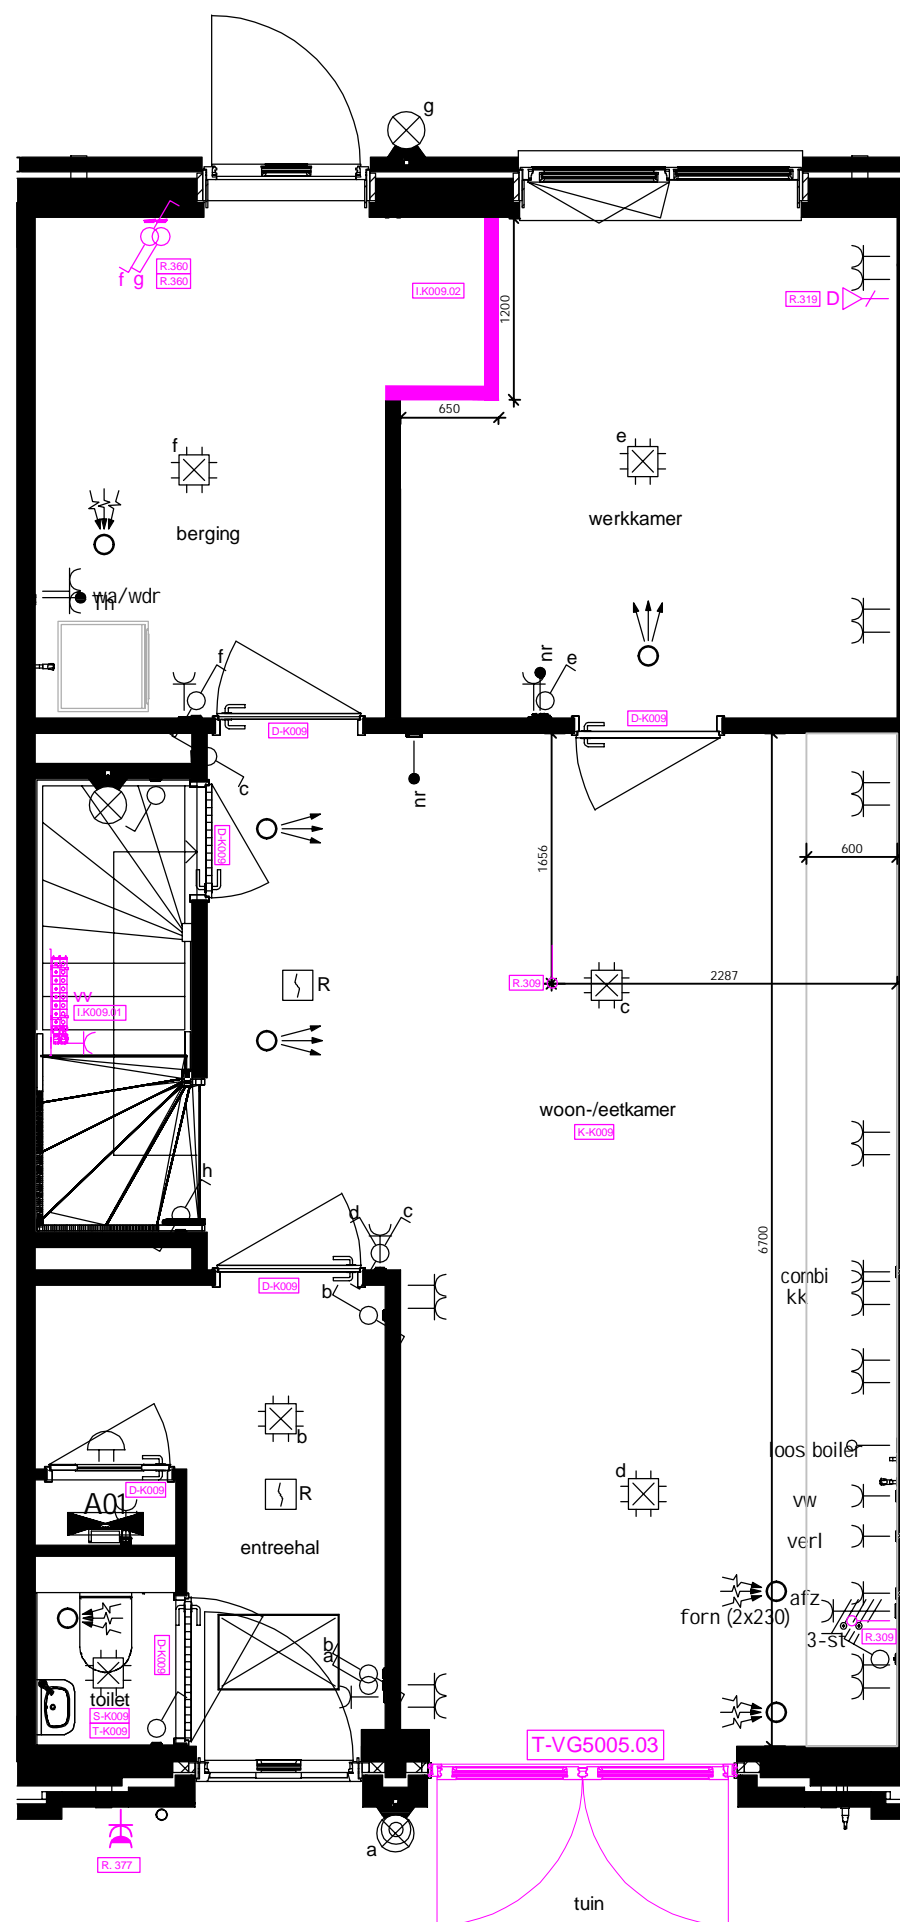 g
f g
R.360
R.360
I.K009.02
R.319 D
1200
650
f
e
berging
werkkamer
wa/wdr
f
nr
e
D-K009
D-K009
c
nr
D-K009
1656
600
R
R.309
2287
c
VV
I.K009.01
woon-/eetkamer
K-K009
h
d
c
6700
D-K009
b
combi
kk
b
loos boiler
d
D-K009
R
vw
A01
verl
entreehal
afz
forn (2x230)
3-st
R.309
b
a
D-K009
toilet
S-K009
T-K009
T-VG5005.03
a
R. 377
tuin